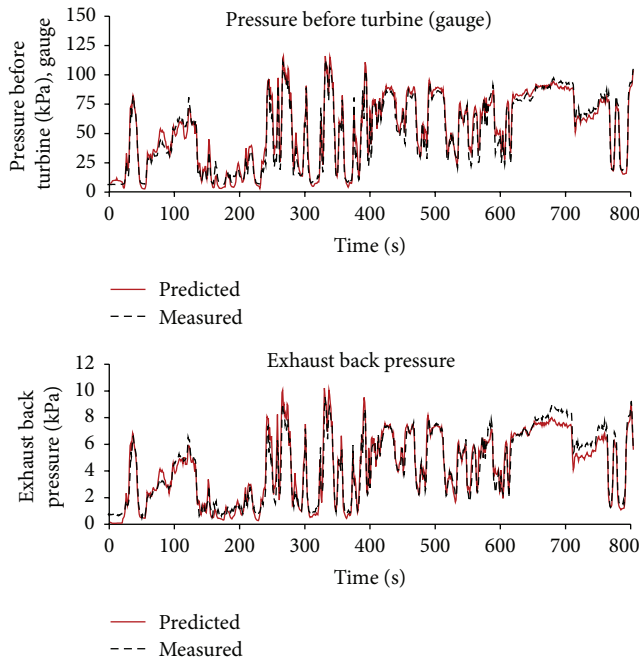 Pressure before turbine (gauge)
Pressure before
turbine (kPa), gauge
150
125
100
75
50
25
0
0 100 200 300 400 500 600 700 800
Time (s)
Predicted
Measured
Exhaust back pressure
Exhaust back
pressure (kPa)
12
10
8
6
4
2
0
0 100 200 300 400 500 600 700 800
Time (s)
Predicted
Measured